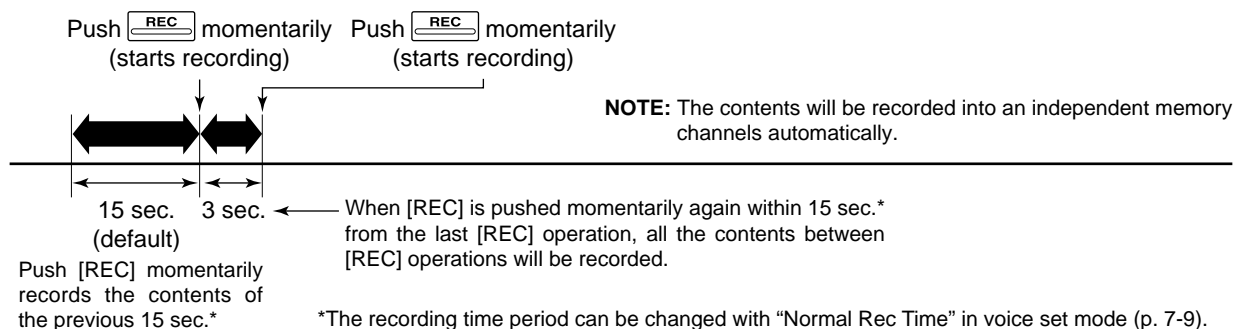 Push REC momentarily Push REC momentarily
(starts recording) (starts recording)
NOTE: The contents will be recorded into an independent memory
channels automatically.
15 sec. 3 sec.
(default)
When [REC] is pushed momentarily again within 15 sec.*
from the last [REC] operation, all the contents between
[REC] operations will be recorded.
Push [REC] momentarily
records the contents of
the previous 15 sec.*
*The recording time period can be changed with “Normal Rec Time” in voice set mode (p. 7-9).